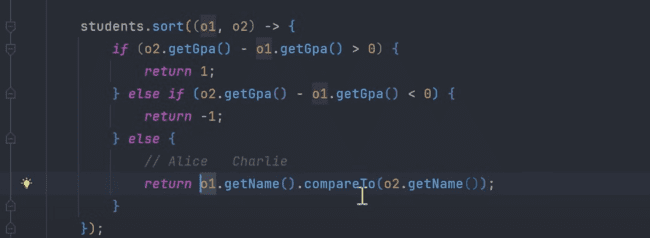 students.sort((o1, o2) -> {
if (o2.getGpa() - o1.getGpa() > 0) {
return 1;
} else if (o2.getGpa() - o1.getGpa() < 0) {
return -1;
} else {
// Alice   Charlie
return o1.getName().compareTo(o2.getName());
}
});